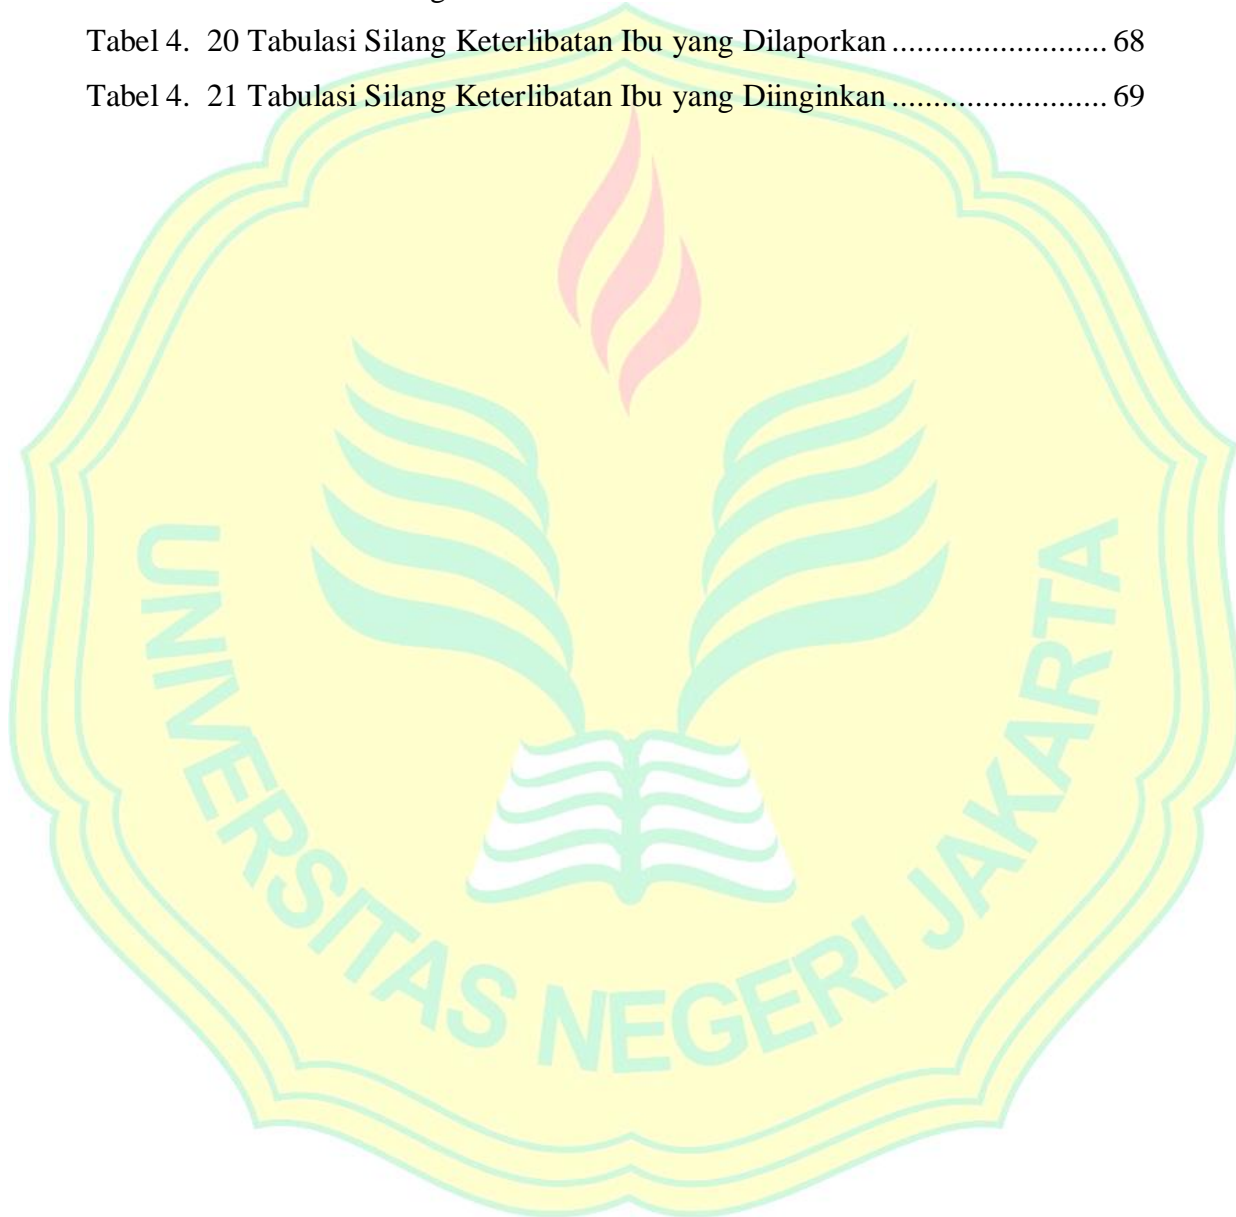 Tabel 4. 20 Tabulasi Silang Keterlibatan Ibu yang Dilaporkan .......................... 68
Tabel 4. 21 Tabulasi Silang Keterlibatan Ibu yang Diinginkan .......................... 69
UNIVERSITAS NEGERI JAKARTA